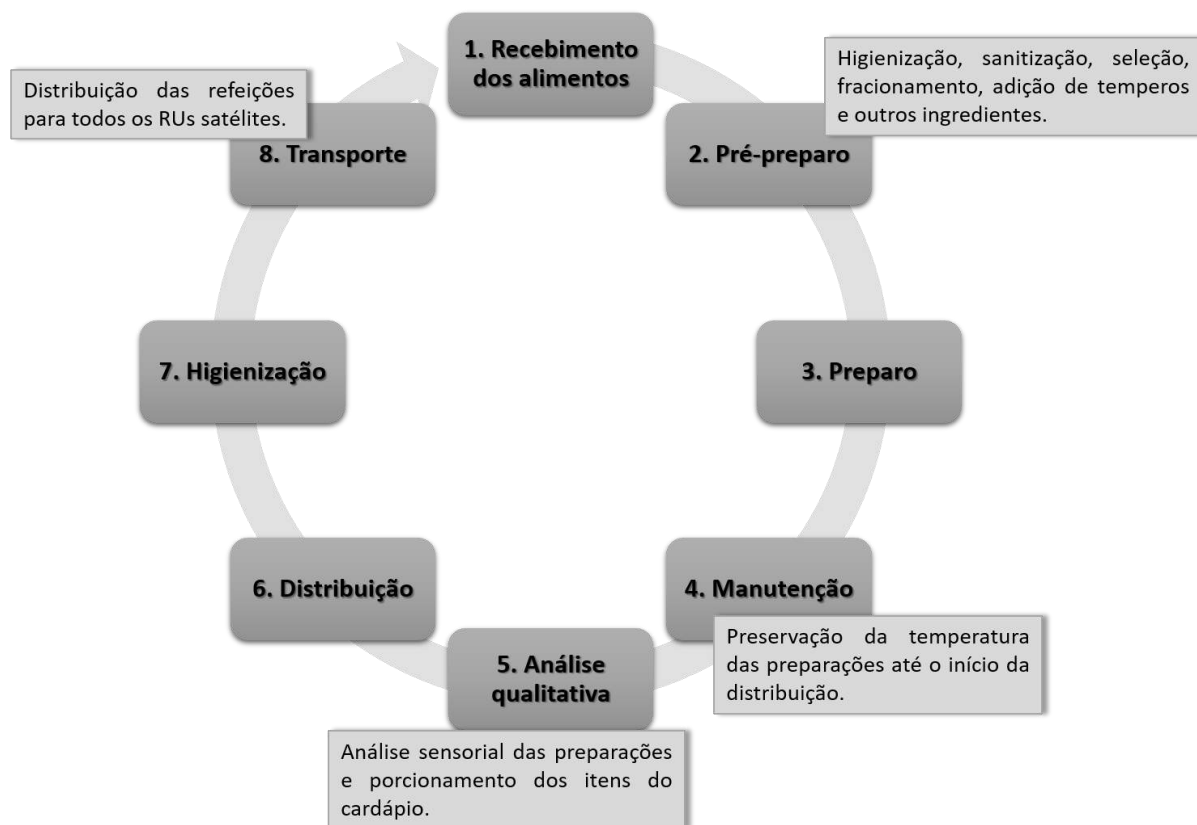 1. Recebimento
dos alimentos
Higienização, sanitização, seleção,
fracionamento, adição de temperos
e outros ingredientes.
2. Pré-preparo
3. Preparo
4. Manutenção
Preservação da temperatura
das preparações até o início da
distribuição.
5. Análise
qualitativa
Análise sensorial das preparações
e porcionamento dos itens do
cardápio.
6. Distribuição
7. Higienização
Distribuição das refeições
para todos os RUs satélites.
8. Transporte